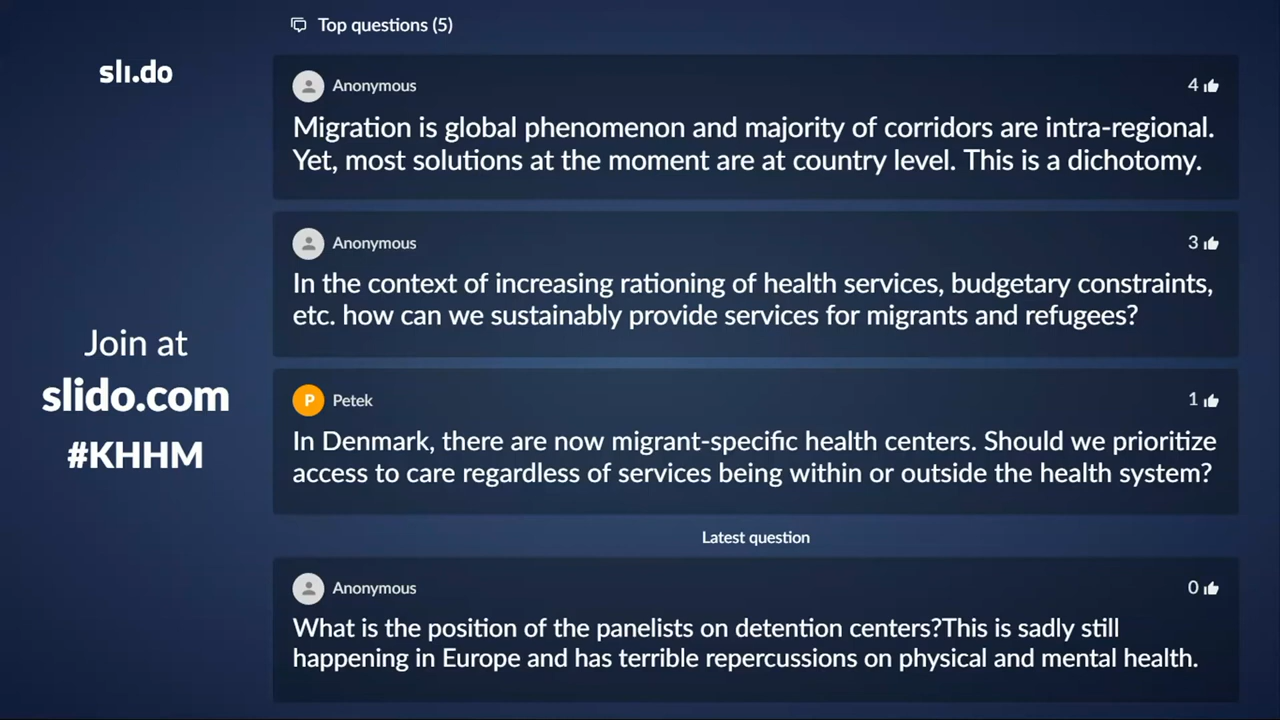 Top questions (5)
sli.do
Anonymous
4
Migration is global phenomenon and majority of corridors are intra-regional.
Yet, most solutions at the moment are at country level. This is a dichotomy.
Anonymous
3
In the context of increasing rationing of health services, budgetary constraints,
etc. how can we sustainably provide services for migrants and refugees?
Join at
slido.com
#KHHM
P
Petek
1
In Denmark, there are now migrant-specific health centers. Should we prioritize
access to care regardless of services being within or outside the health system?
Latest question
Anonymous
0
What is the position of the panelists on detention centers?This is sadly still
happening in Europe and has terrible repercussions on physical and mental health.